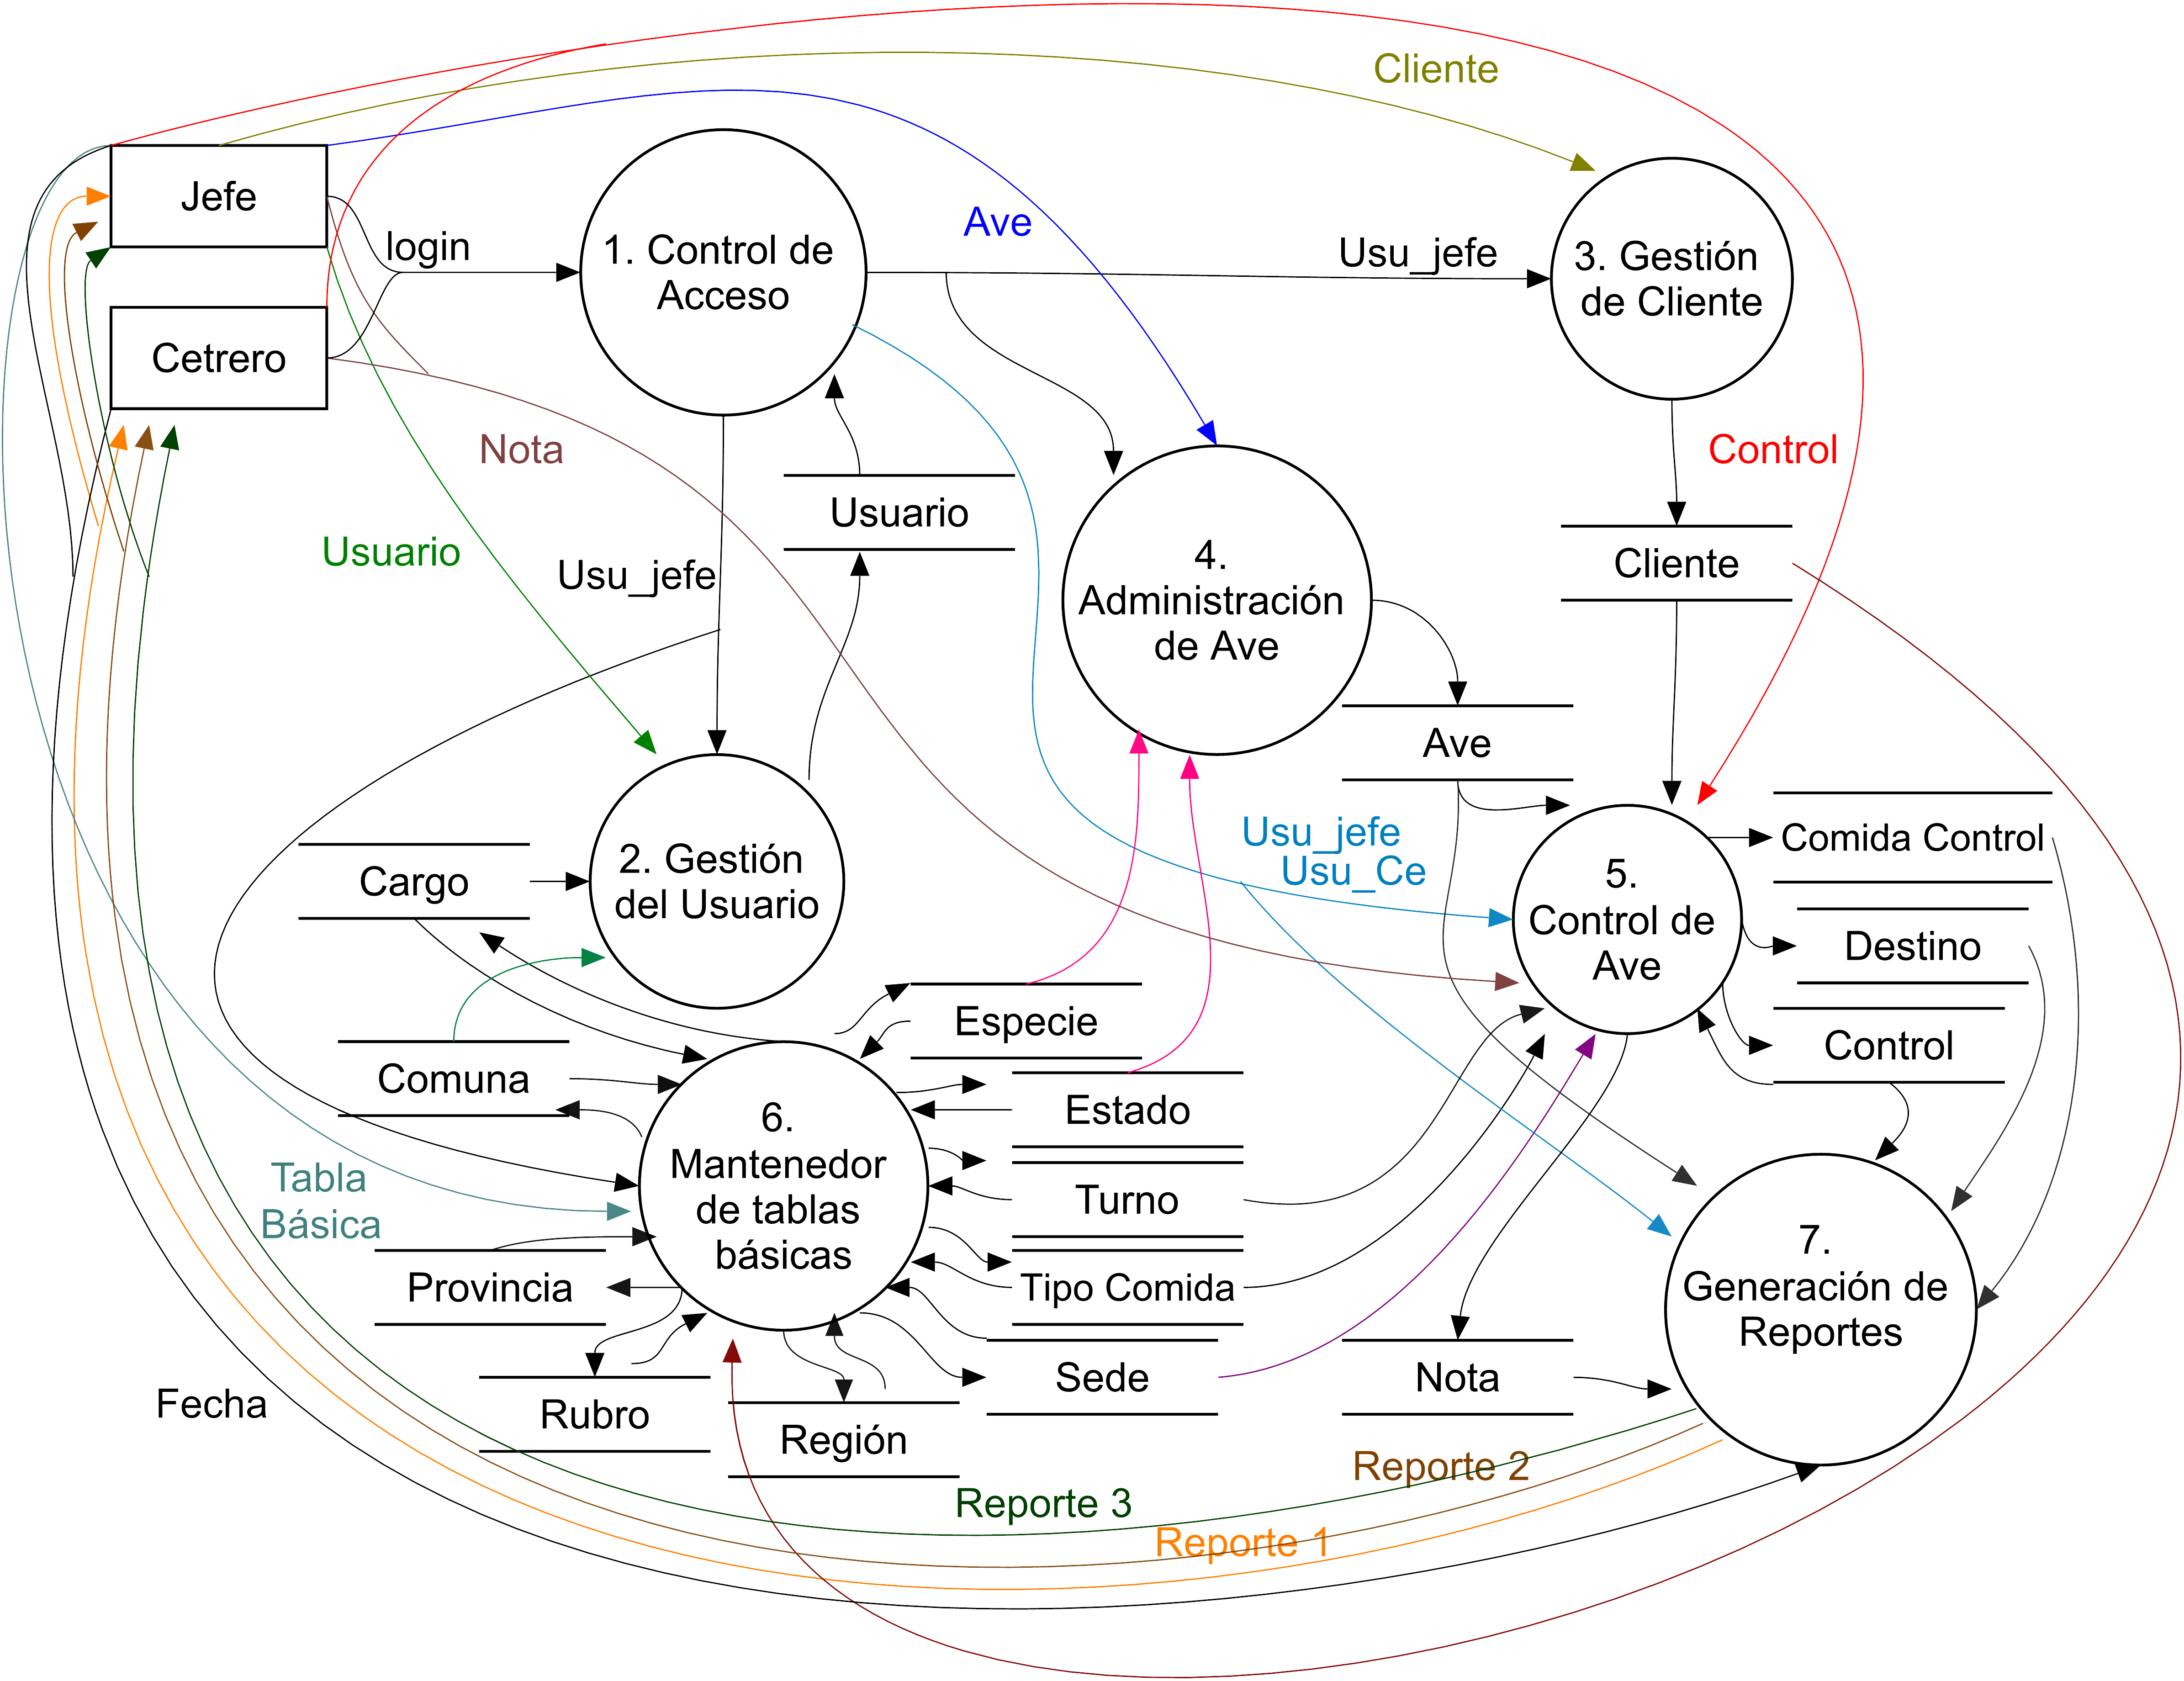 Cliente
Jefe
login
1. Control de
Acceso
Ave
Usu_jefe
3. Gestión
de Cliente
Cetrero
Nota
Control
Usuario
Usuario
Usu_jefe
4.
Administración
de Ave
Cliente
Ave
Usu_jefe
Usu_Ce
Comida Control
Cargo
2. Gestión
del Usuario
5.
Control de
Ave
Destino
Especie
Control
Comuna
Estado
6.
Mantenedor
de tablas
básicas
Tabla
Básica
Turno
Provincia
Tipo Comida
7.
Generación de
Reportes
Fecha
Rubro
Región
Sede
Nota
Reporte 2
Reporte 3
Reporte 1